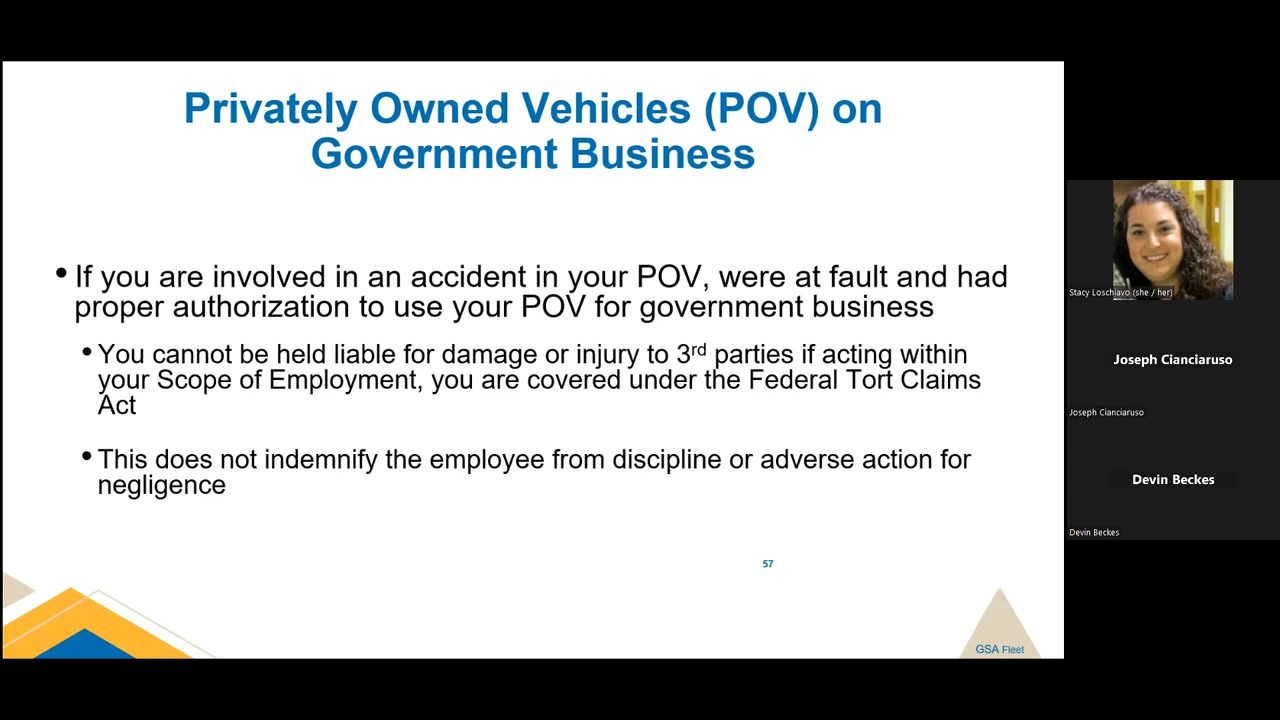 Privately Owned Vehicles (POV) on
Government Business
• If you are involved in an accident in your POV, were at fault and had
proper authorization to use your POV for government business
• You cannot be held liable for damage or injury to 3rd parties if acting within
your Scope of Employment, you are covered under the Federal Tort Claims
Act
• This does not indemnify the employee from discipline or adverse action for
negligence
57
GSA Fleet
Stacy Loschiavo (she / her)
Joseph Cianciaruso
Joseph Cianciaruso
Devin Beckes
Devin Beckes